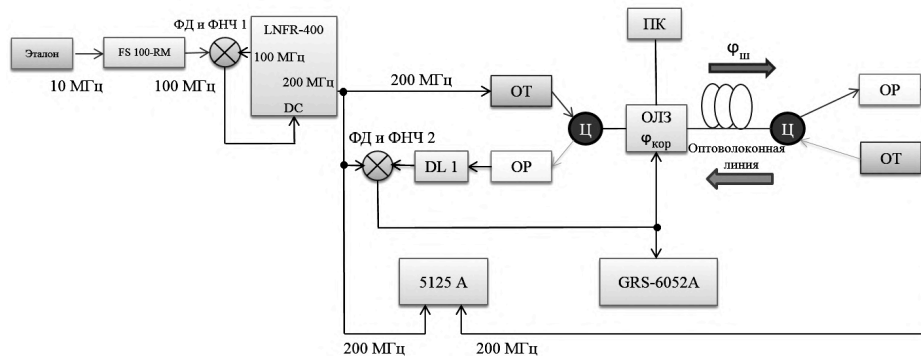 ФД и ФНЧ 1
LNFR-400
ПК
Эталон
FS 100-RM
100 МГц
φш
10 МГц
100 МГц
200 МГц
200 МГц
DC
ОТ
ОР
Ц
ОЛЗ
φкор
Ц
ФД и ФНЧ 2
Оптоволоконная
линия
DL 1
ОР
ОТ
5125 А
GRS-6052A
200 МГц
200 МГц